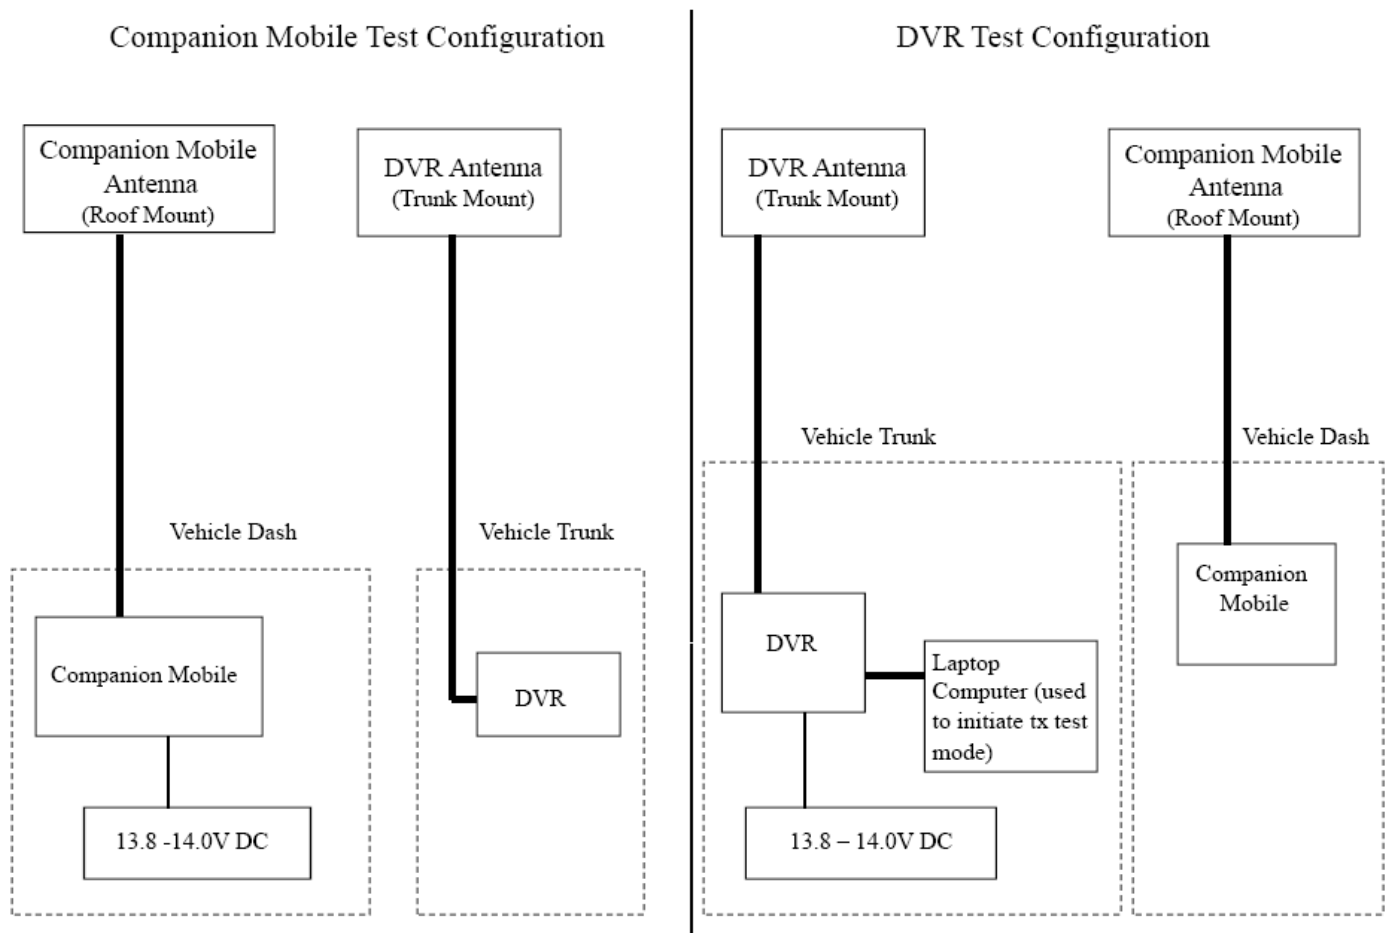 Companion Mobile Test Configuration
DVR Test Configuration
Companion Mobile
Antenna
(Roof Mount)
DVR Antenna
(Trunk Mount)
DVR Antenna
(Trunk Mount)
Companion Mobile
Antenna
(Roof Mount)
Vehicle Dash
Vehicle Trunk
Vehicle Trunk
Vehicle Dash
Companion Mobile
DVR
DVR
Laptop
Computer (used
to initiate tx test
mode)
Companion
Mobile
13.8 -14.0V DC
13.8 – 14.0V DC